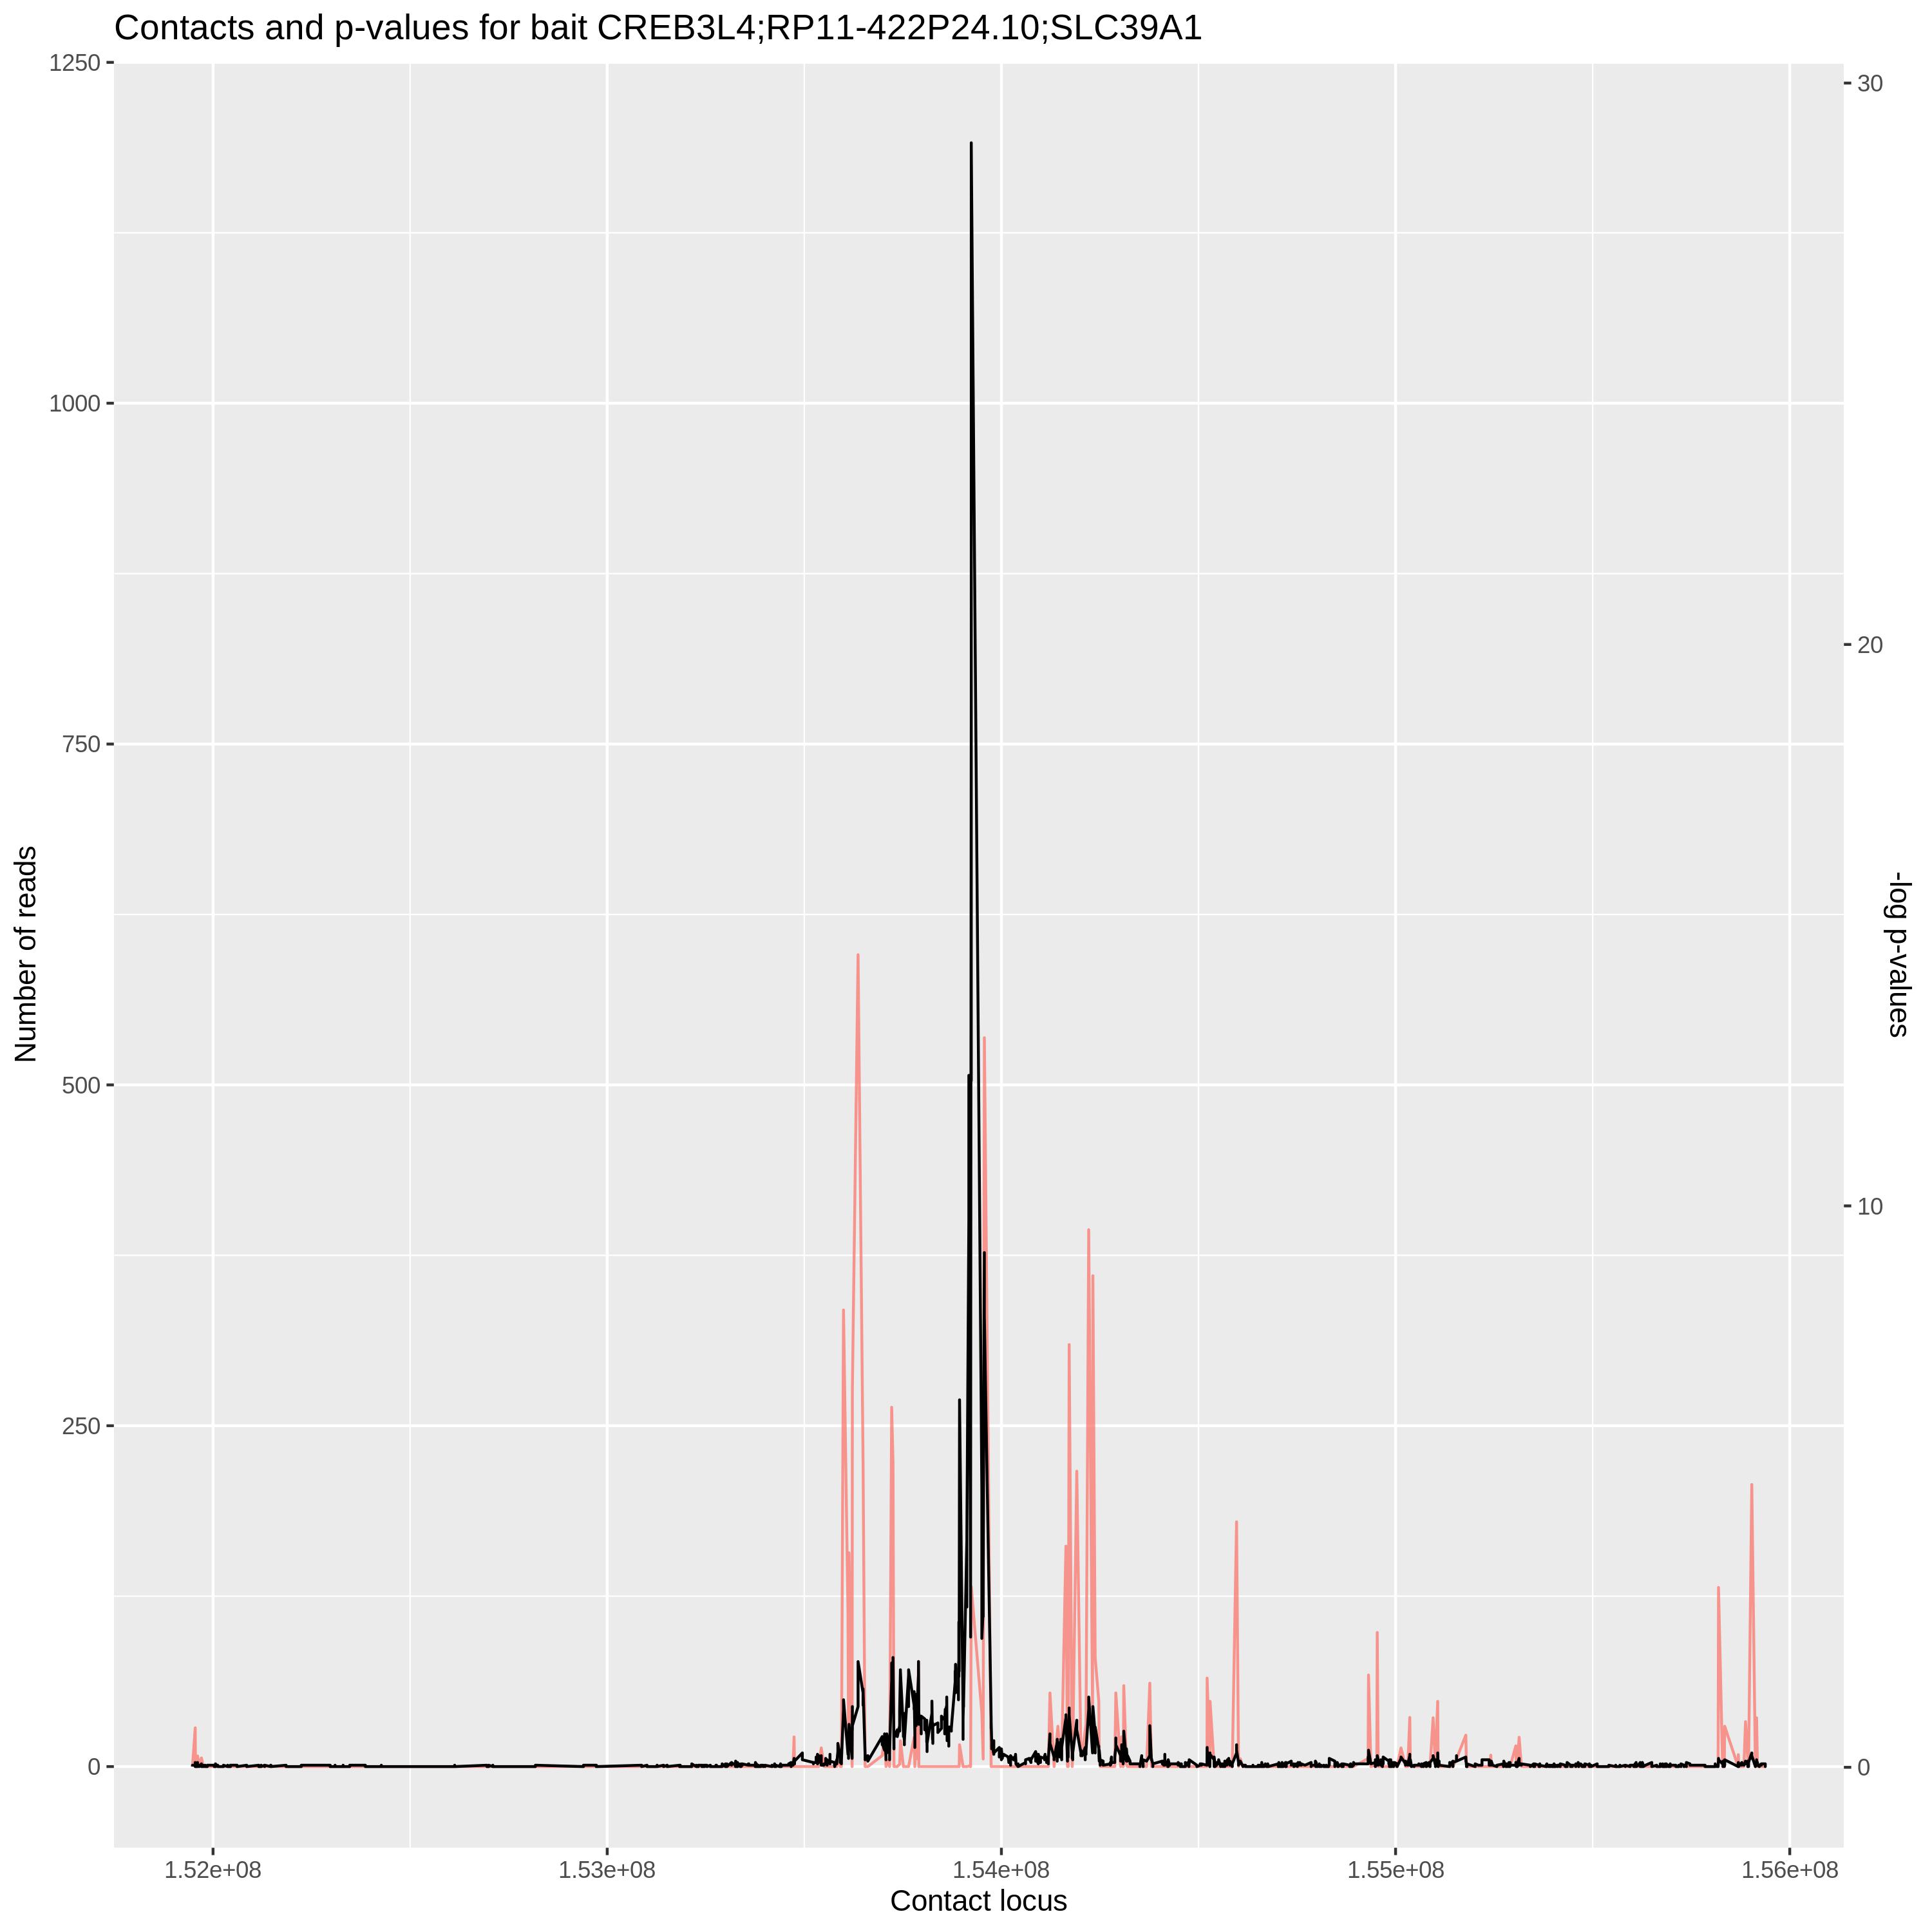 Contacts and p-values for bait CREB3L4;RP11-422P24.10;SLC39A1
1250
1000
750
500
250
0
Number of reads
30
20
10
0
-log p-values
1.52e+08
1.53e+08
1.54e+08
1.55e+08
1.56e+08
Contact locus